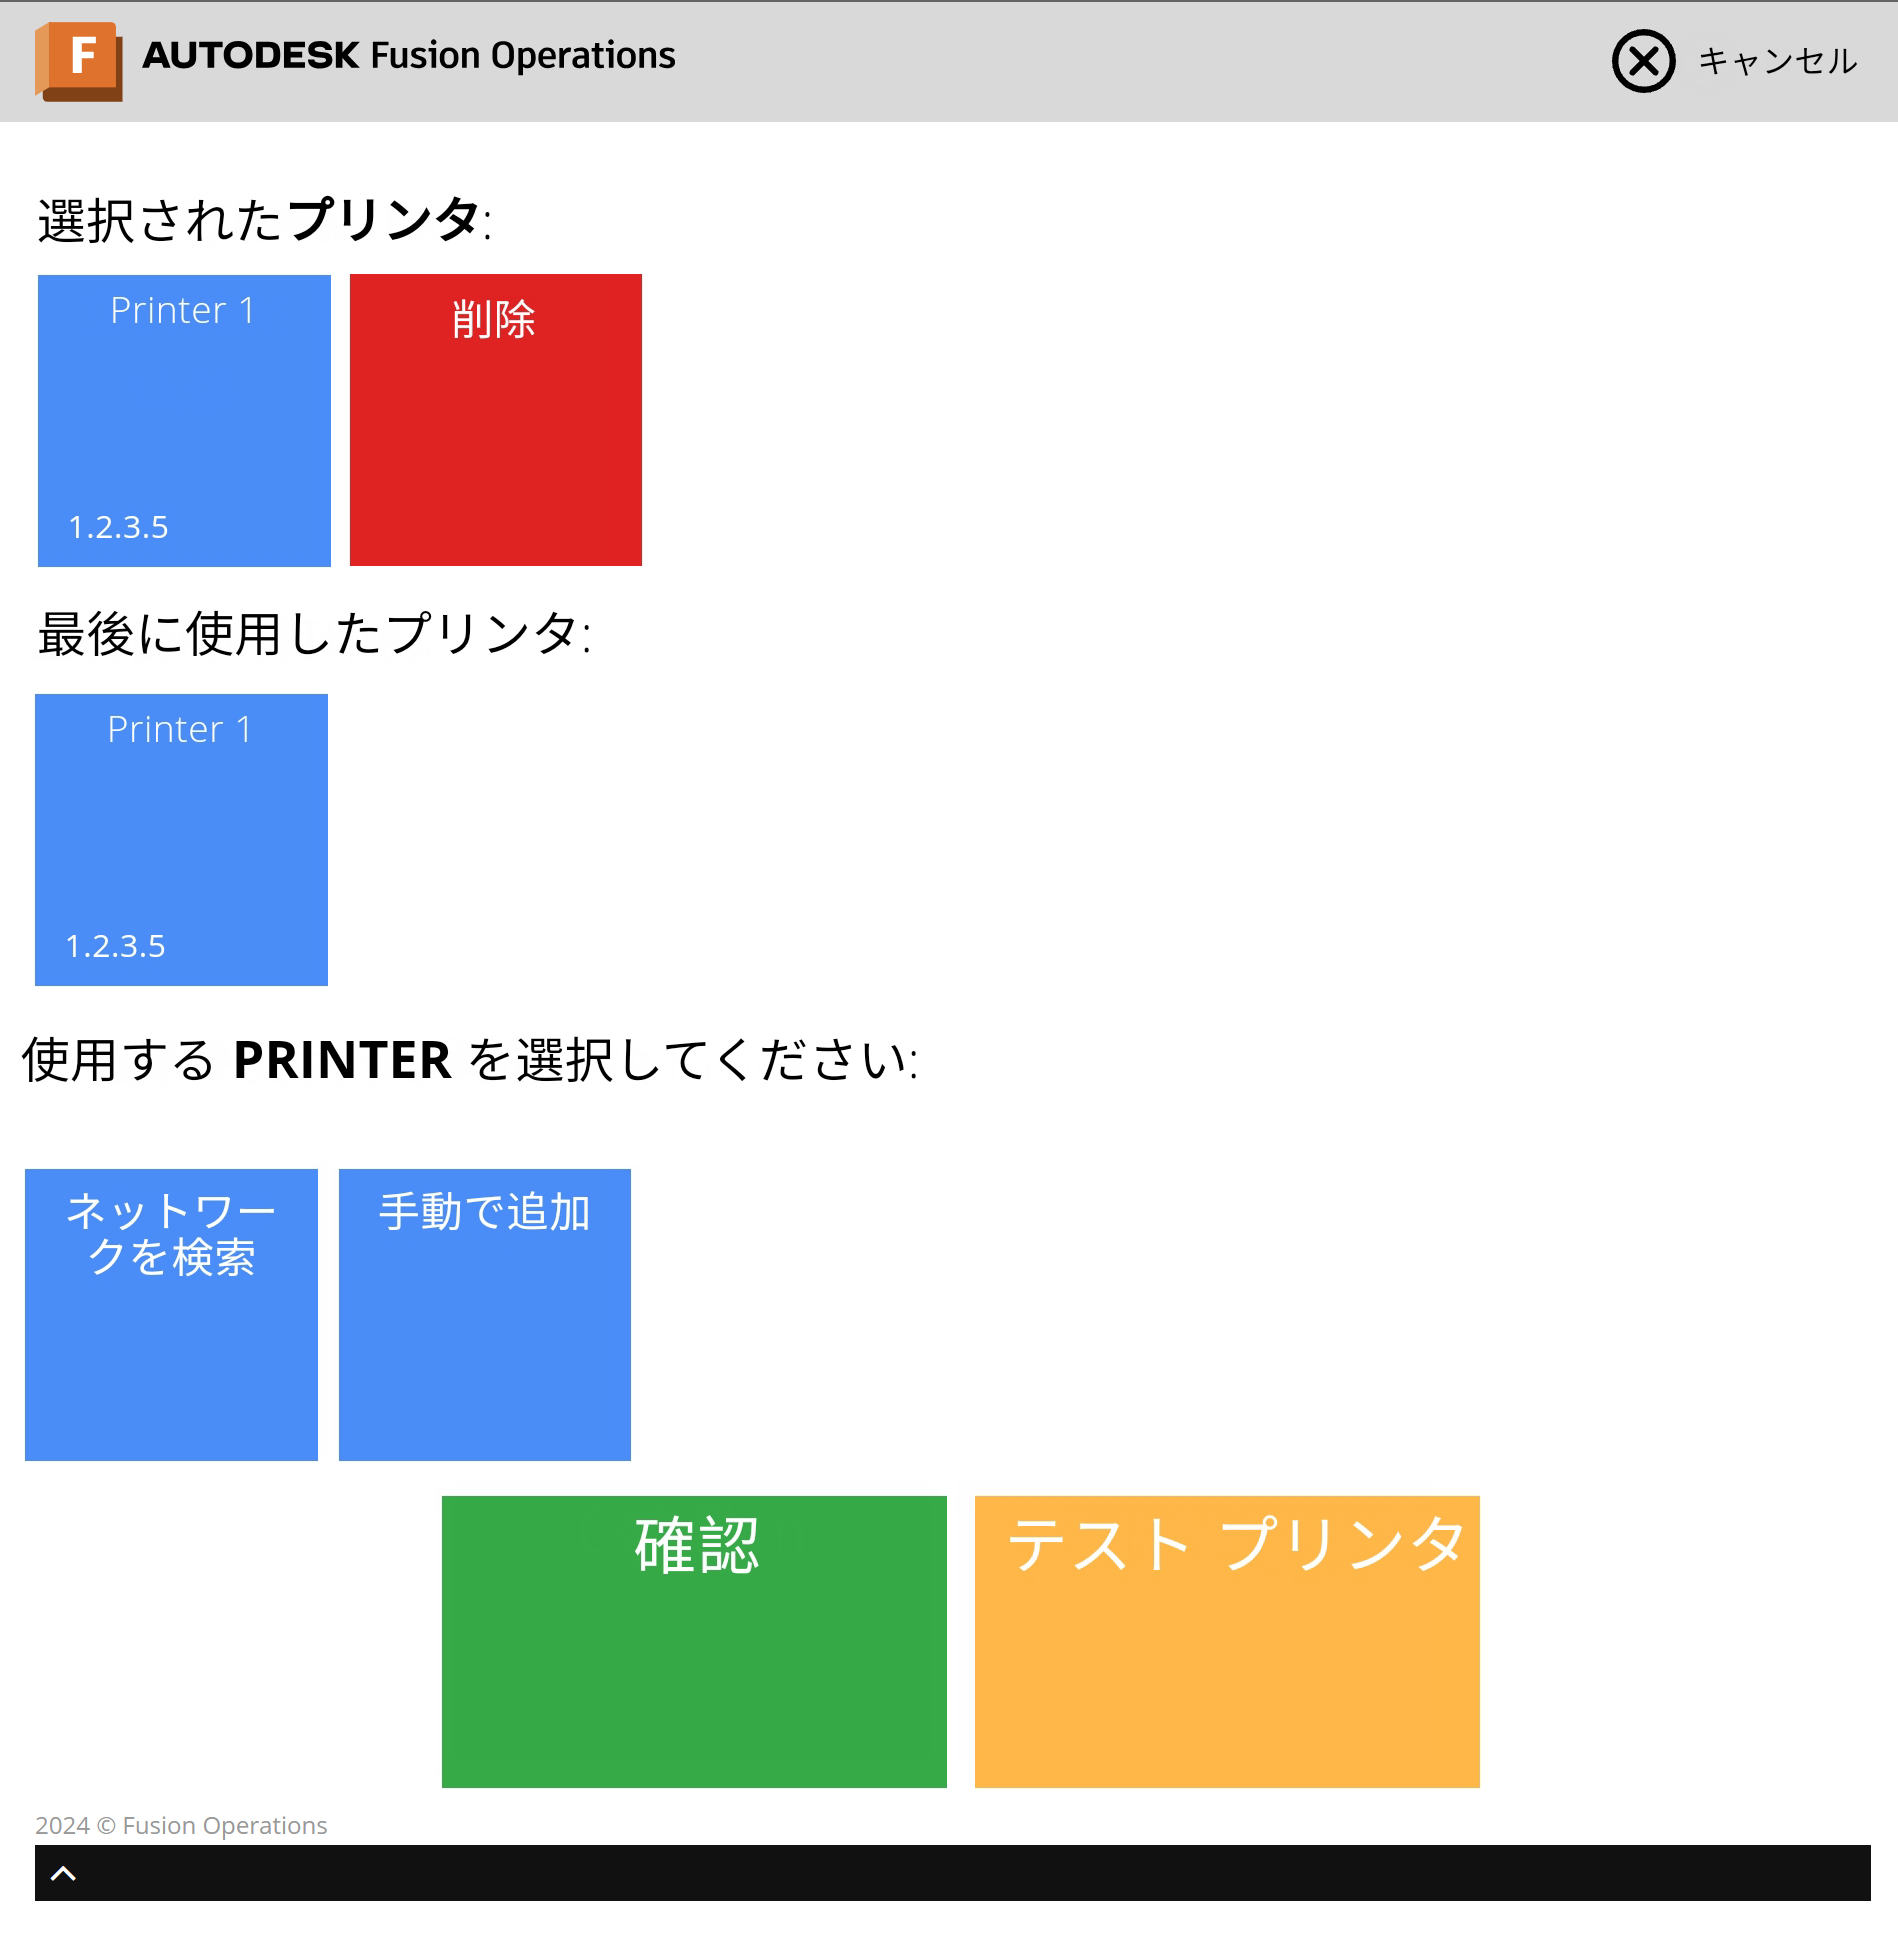 F
AUTODESK Fusion Operations
キャンセル
選択されたプリンタ:
Printer 1
1.2.3.5
削除
最後に使用したプリンタ:
Printer 1
1.2.3.5
使用する PRINTER を選択してください:
ネットワー
クを検索
手動で追加
確認
テスト プリンタ
2024 © Fusion Operations